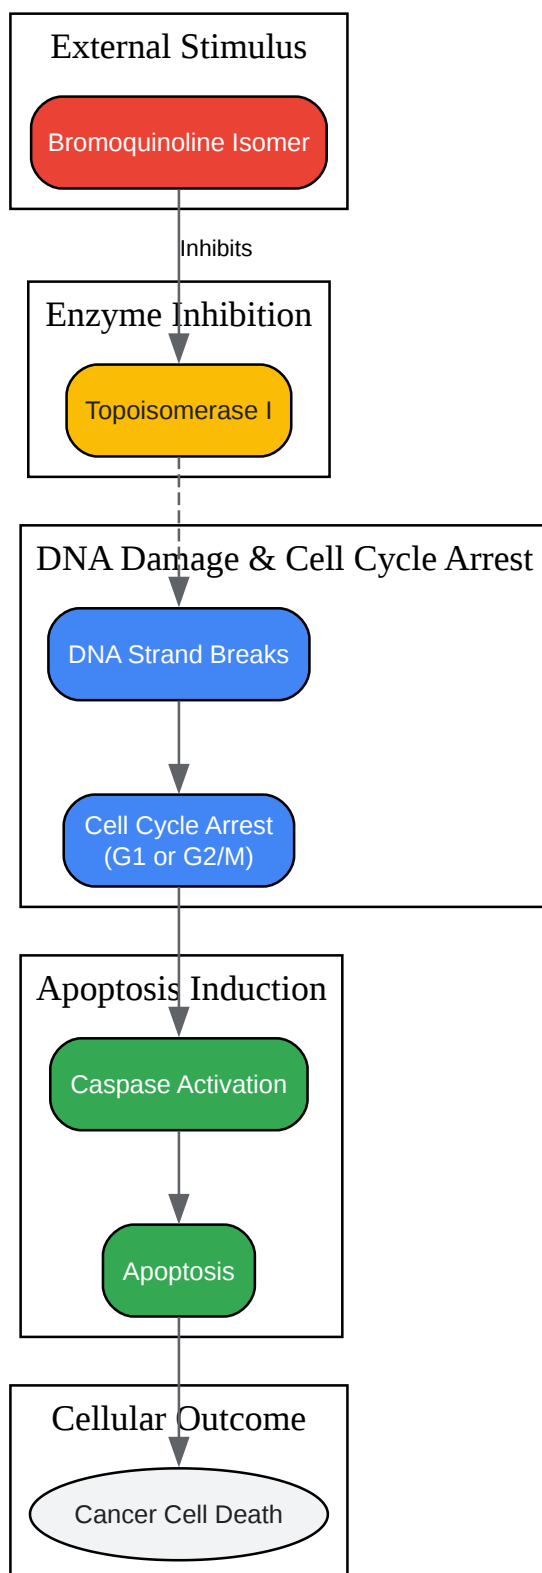 External Stimulus
Bromoquinoline Isomer
Inhibits
Enzyme Inhibition
Topoisomerase I
DNA Damage & Cell Cycle Arrest
DNA Strand Breaks
Cell Cycle Arrest
(G1 or G2/M)
Apoptosis Induction
Caspase Activation
Apoptosis
Cellular Outcome
Cancer Cell Death